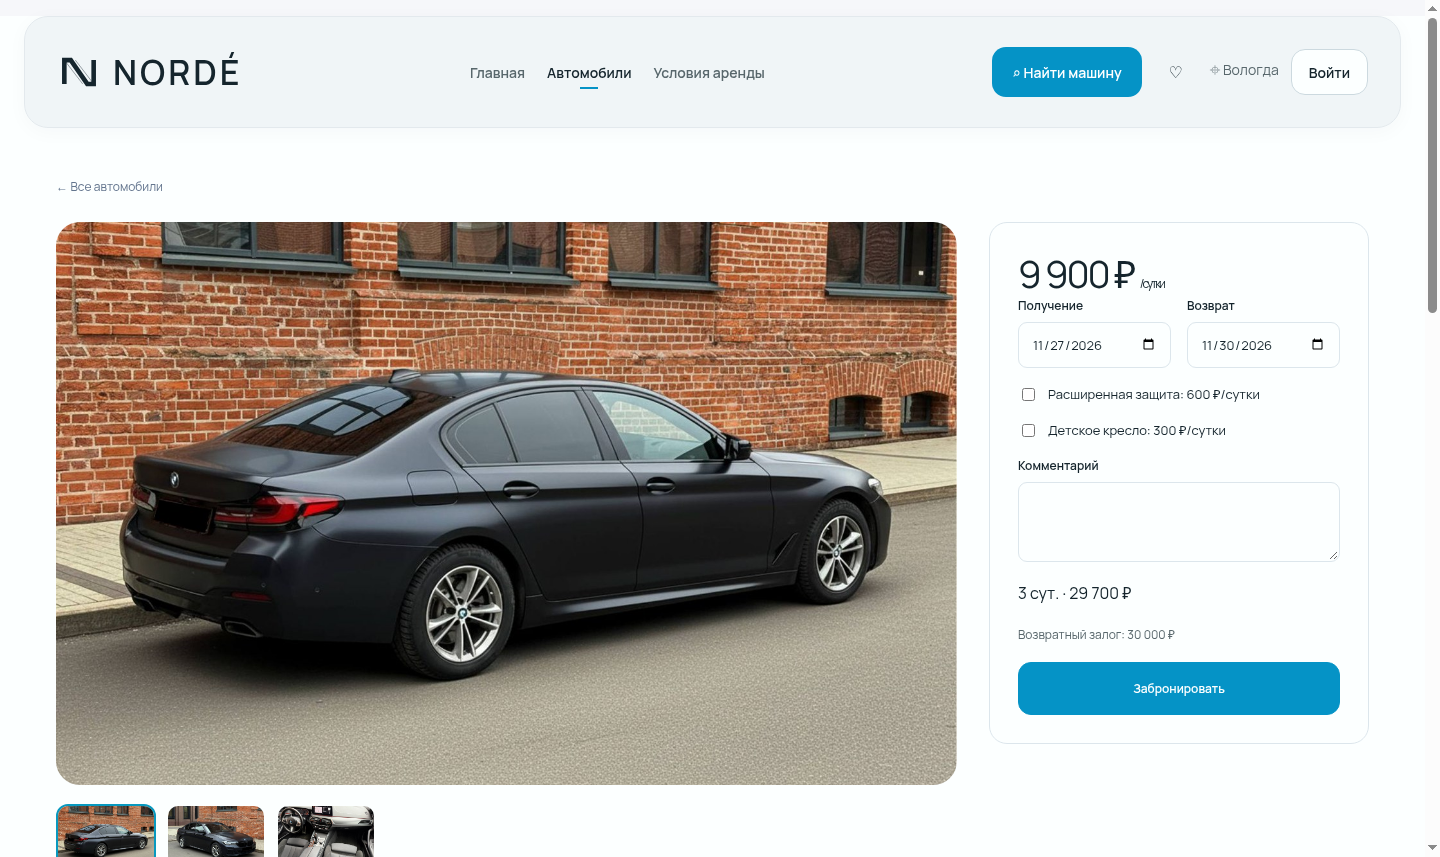 NORDÉ
Главная Автомобили Условия аренды
Найти машину
Вологда
Войти
← Все автомобили
9 900 ₽ /сутки
Получение Возврат
11/27/2026 11/30/2026
Расширенная защита: 600 ₽/сутки
Детское кресло: 300 ₽/сутки
Комментарий
3 сут. · 29 700 ₽
Возвратный залог: 30 000 ₽
Забронировать